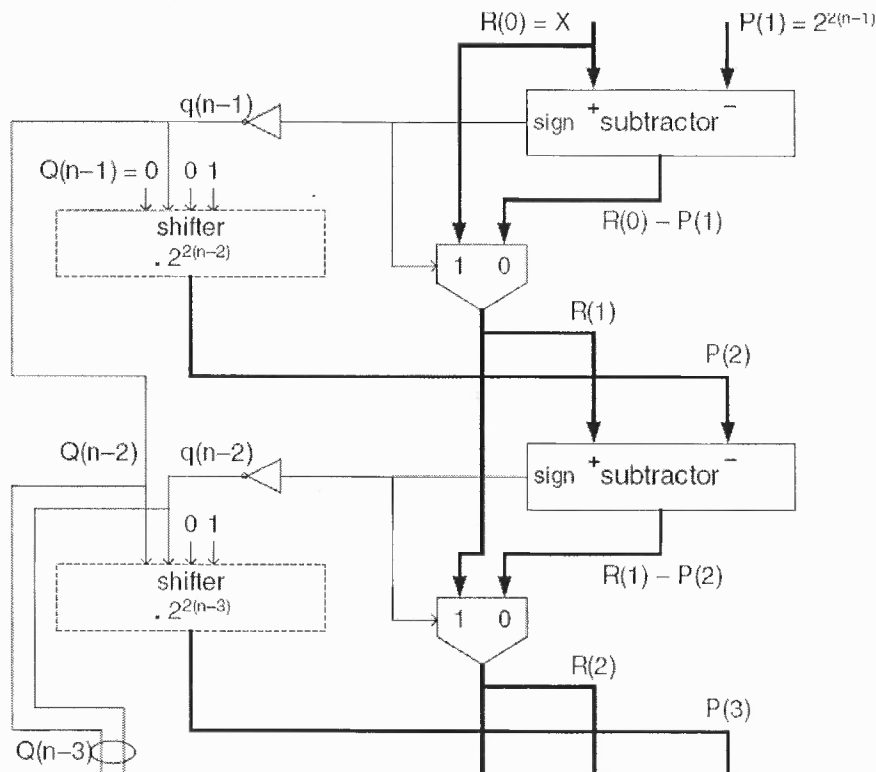 R(0) = X
P(1) = 2^{2(n−1)}
q(n−1)
sign + subtractor −
Q(n−1) = 0 0 1
shifter
. 2^{2(n−2)}
R(0) − P(1)
1 0
R(1)
P(2)
Q(n−2)
q(n−2)
sign + subtractor −
0 1
shifter
. 2^{2(n−3)}
R(1) − P(2)
1 0
R(2)
P(3)
Q(n−3)